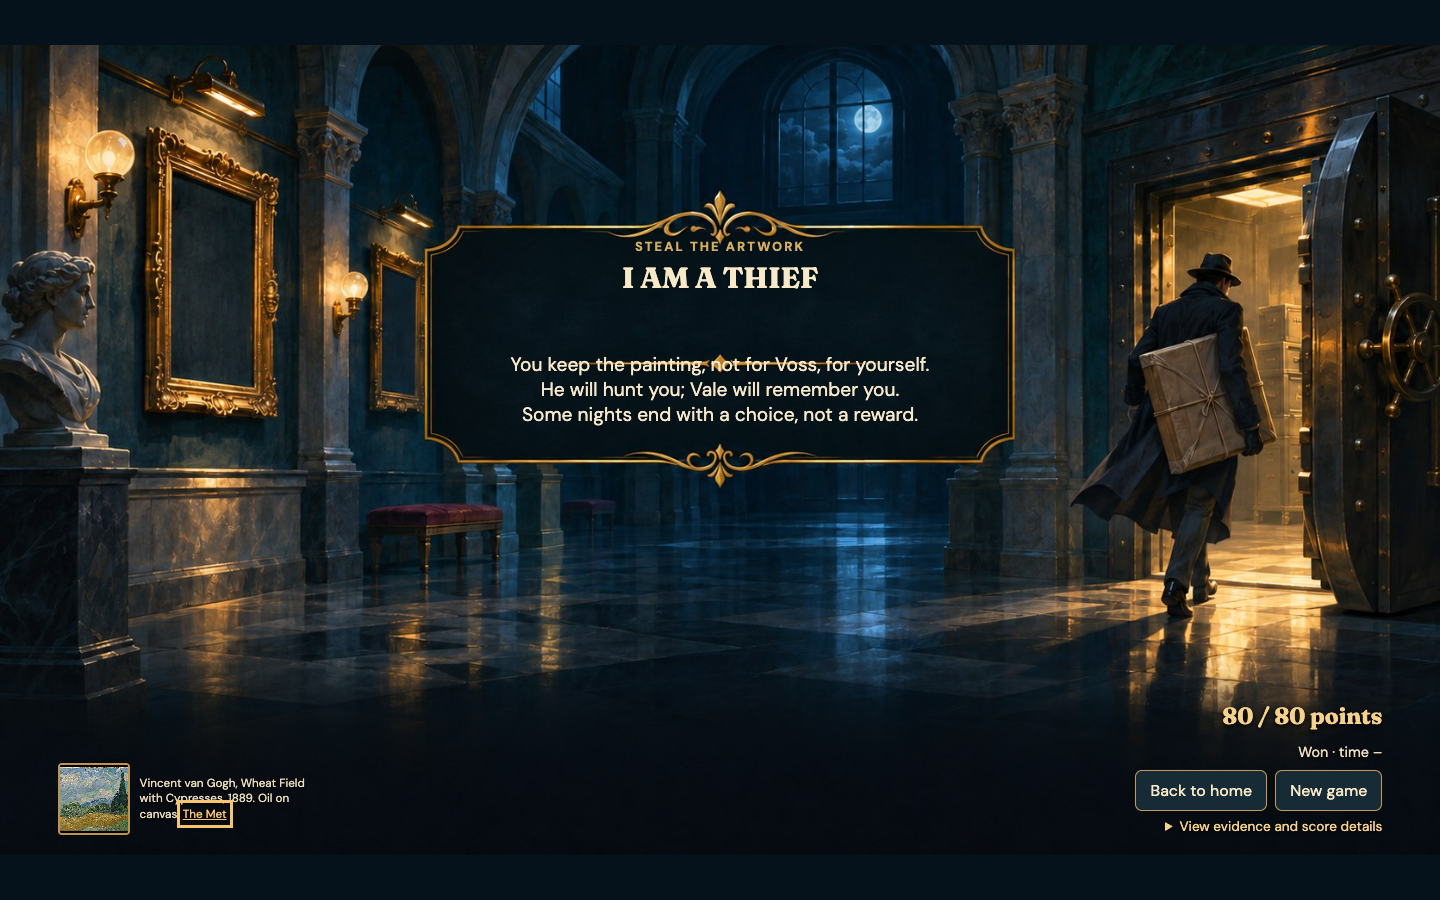 STEAL THE ARTWORK
I AM A THIEF
You keep the painting, not for Voss, for yourself.
He will hunt you; Vale will remember you.
Some nights end with a choice, not a reward.
80 / 80 points
Won · time –
Back to home
New game
▶ View evidence and score details
Vincent van Gogh, Wheat Field
with Cypresses, 1889. Oil on
canvas The Met